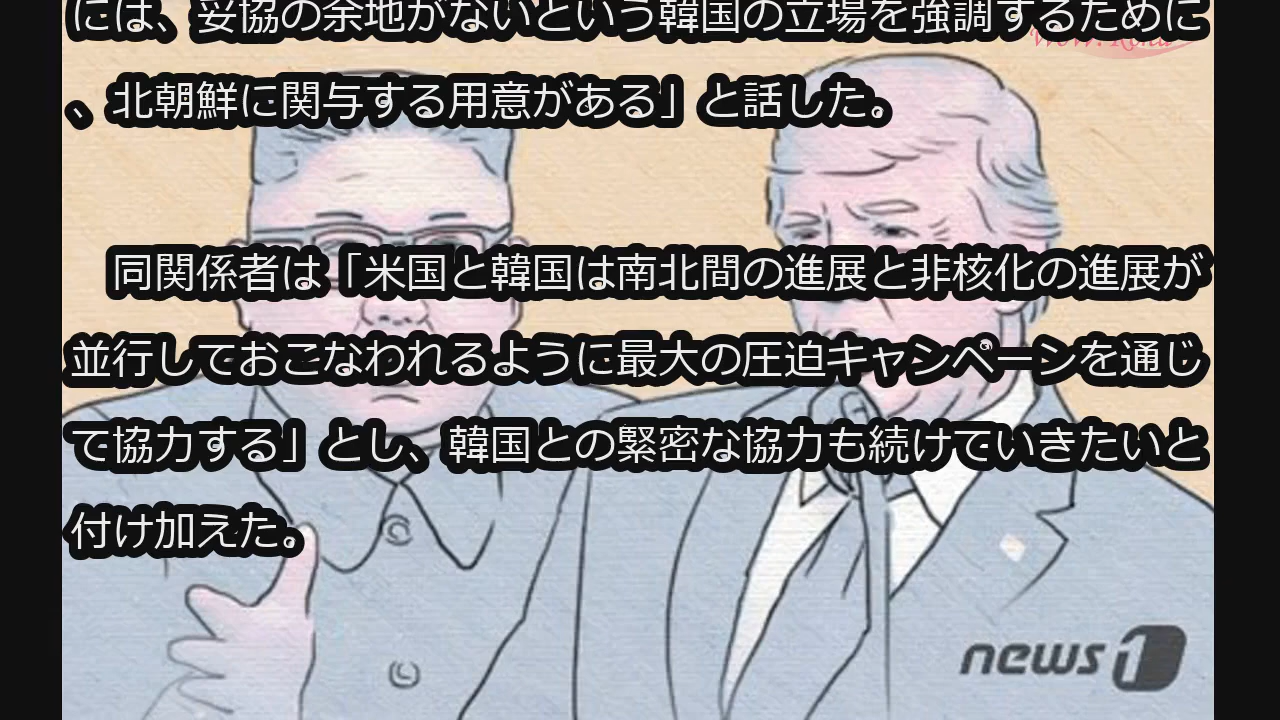 には、妥協の余地がないという韓国の立場を強調するために
、北朝鮮に関与する用意がある」と話した。
同関係者は「米国と韓国は南北間の進展と非核化の進展が
並行しておこなわれるように最大の圧迫キャンペーンを通じ
て協力する」とし、韓国との緊密な協力も続けていきたいと
付け加えた。
news1